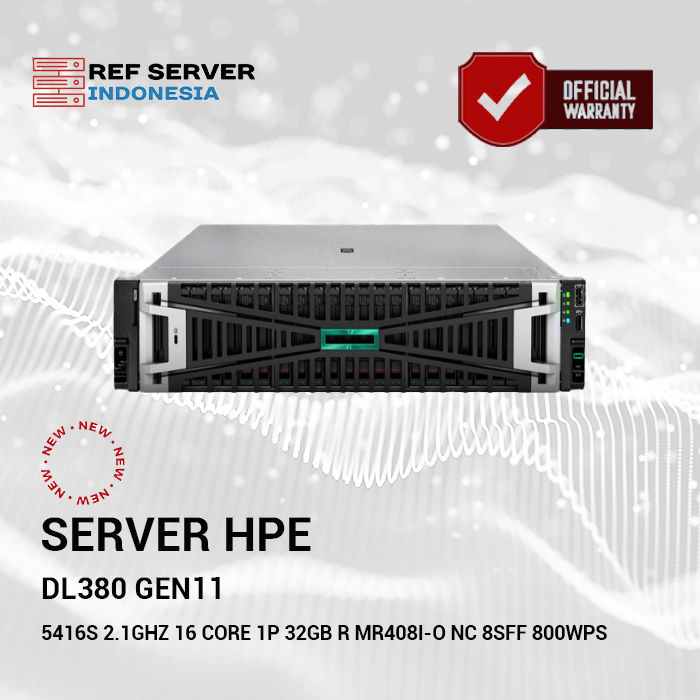 REF SERVER
INDONESIA
OFFICIAL
WARRANTY
NEW • NEW • NEW • NEW • NEW •
SERVER HPE
DL380 GEN11
5416S 2.1GHZ 16 CORE 1P 32GB R MR408I-O NC 8SFF 800WPS